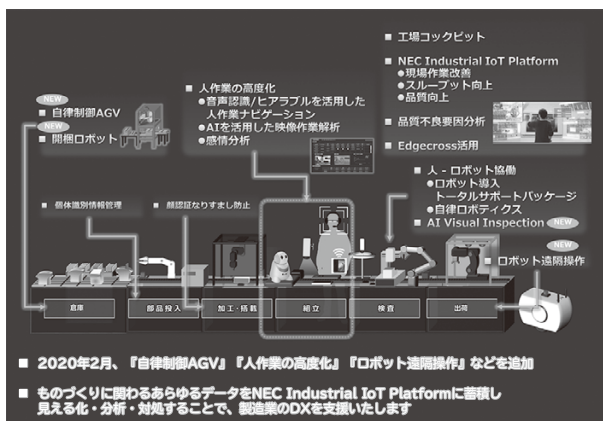 ■ 工場コックピット
■ NEC Industrial IoT Platform
●現場作業改善
●スループット向上
●品質向上
■ 品質不良要因分析
■ Edgecross活用
■ 人作業の高度化
●音声認識/ヒアラブルを活用した
人作業ナビゲーション
●AIを活用した映像作業解析
●感情分析
NEW
■ 自律制御AGV
NEW
■ 開梱ロボット
■ 人 - ロボット協働
●ロボット導入
トータルサポートパッケージ
●自律ロボティクス
■ AI Visual Inspection NEW
■ 個体識別情報管理
■ 顔認証なりすまし防止
NEW
■ ロボット遠隔操作
倉庫
部品投入
加工・搭載
組立
検査
出荷
■ 2020年2月、『自律制御AGV』『人作業の高度化』『ロボット遠隔操作』などを追加
■ ものづくりに関わるあらゆるデータをNEC Industrial IoT Platformに蓄積し
見える化・分析・対処することで、製造業のDXを支援いたします